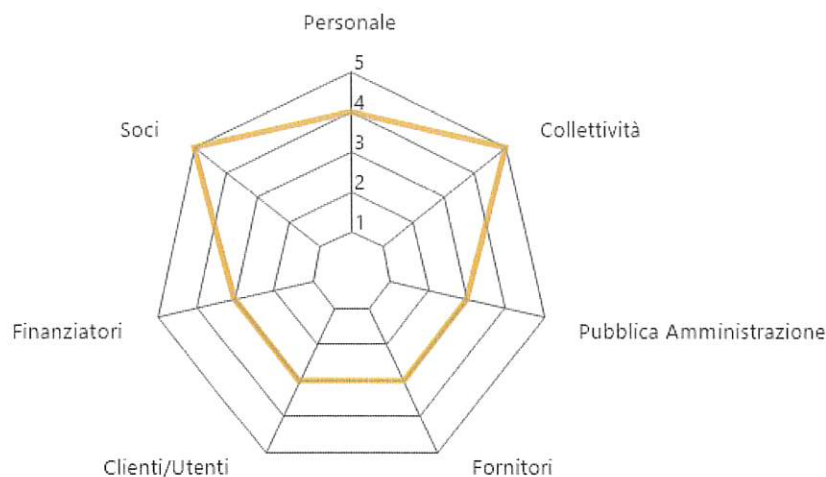 Personale
5
4
Soci
Collettività
3
2
1
Finanziatori
Pubblica Amministrazione
Clienti/Utenti
Fornitori